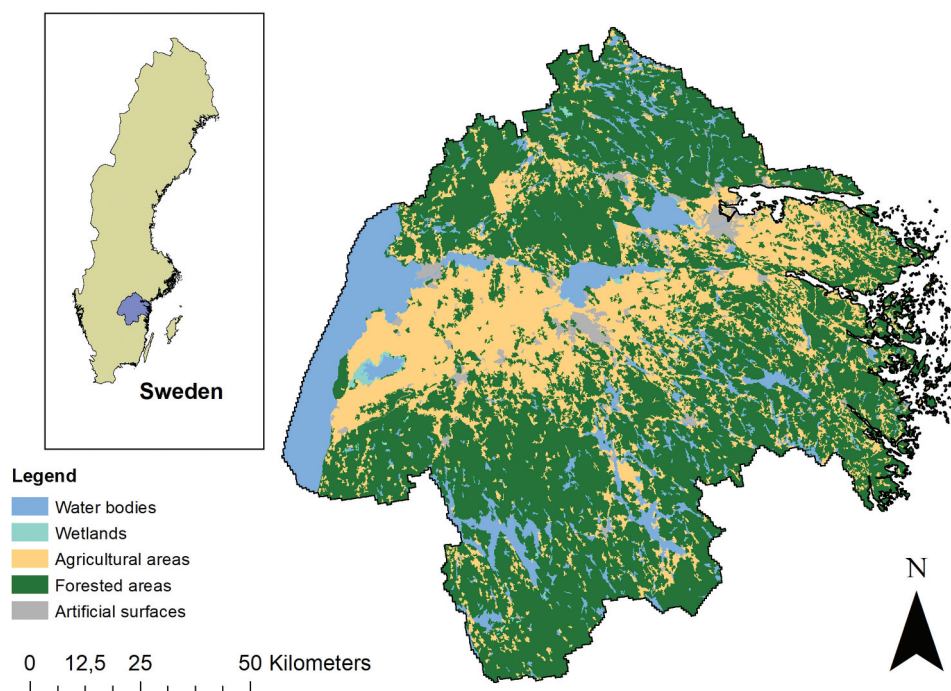 Sweden
Legend
Water bodies
Wetlands
Agricultural areas
Forested areas
Artificial surfaces
0 12,5 25 50 Kilometers
N